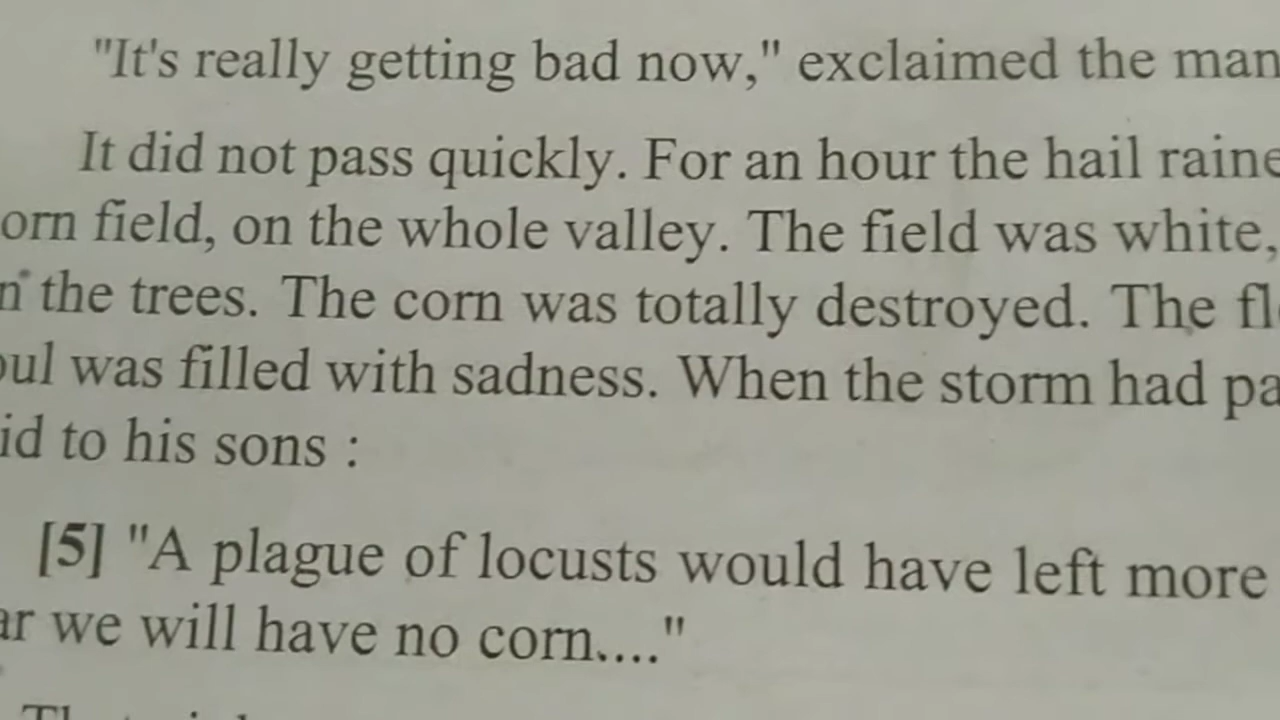 "It's really getting bad now," exclaimed the man
It did not pass quickly. For an hour the hail raine
orn field, on the whole valley. The field was white,
n the trees. The corn was totally destroyed. The fl
oul was filled with sadness. When the storm had pa
id to his sons :
[5] "A plague of locusts would have left more
ar we will have no corn...."